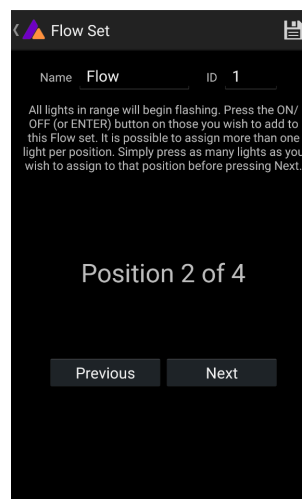 Flow Set
Name Flow ID 1
All lights in range will begin flashing. Press the ON/
OFF (or ENTER) button on those you wish to add to
this Flow set. It is possible to assign more than one
light per position. Simply press as many lights as you
wish to assign to that position before pressing Next.
Position 2 of 4
Previous Next